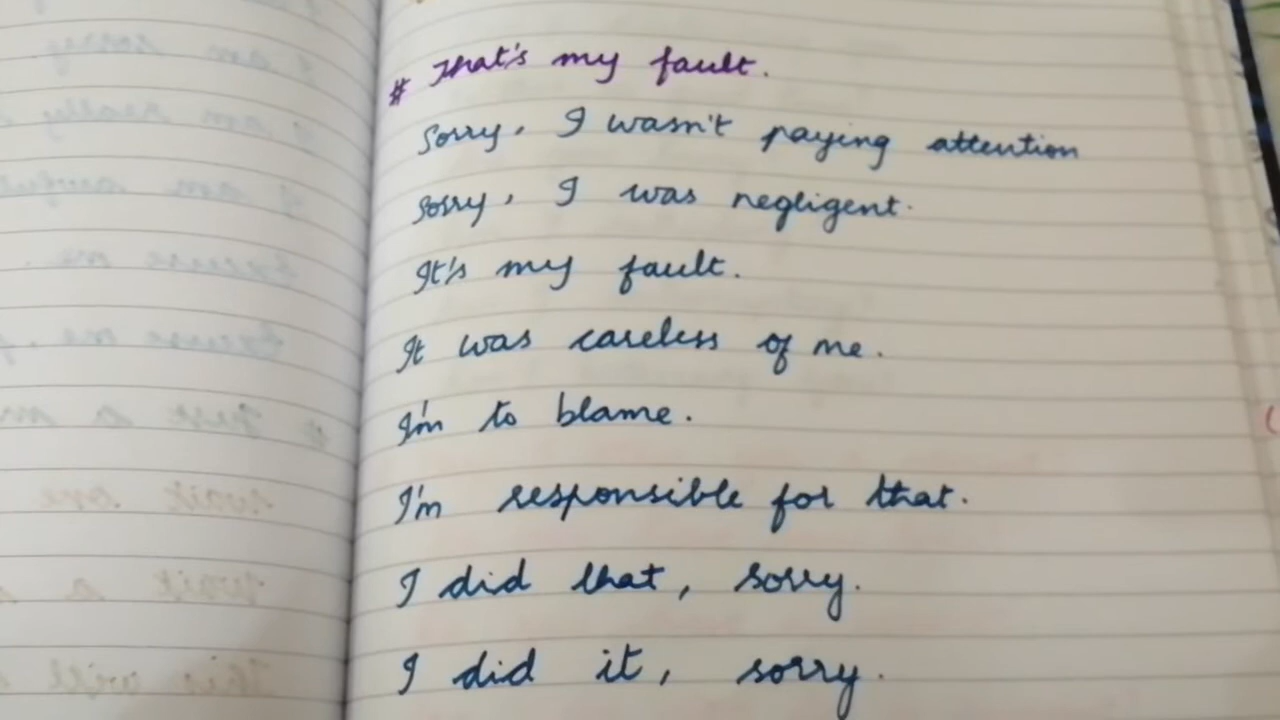 # That's my fault.
Sorry, I wasn't paying attention
Sorry, I was negligent.
It's my fault.
It was careless of me.
I'm to blame.
I'm responsible for that.
I did that, sorry.
I did it, sorry.